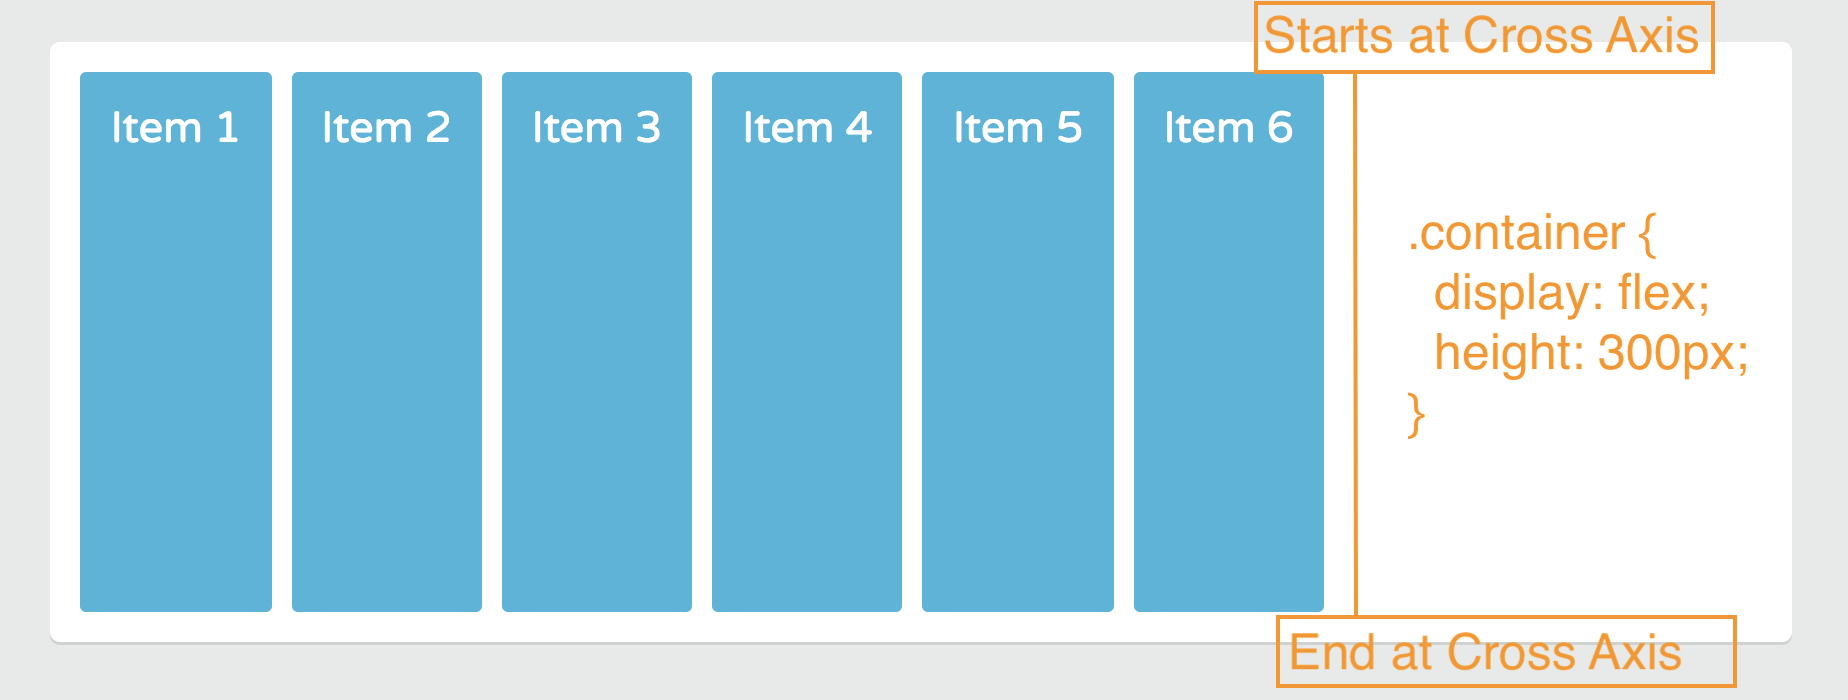 Starts at Cross Axis
Item 1 Item 2 Item 3 Item 4 Item 5 Item 6
.container {
display: flex;
height: 300px;
}
End at Cross Axis